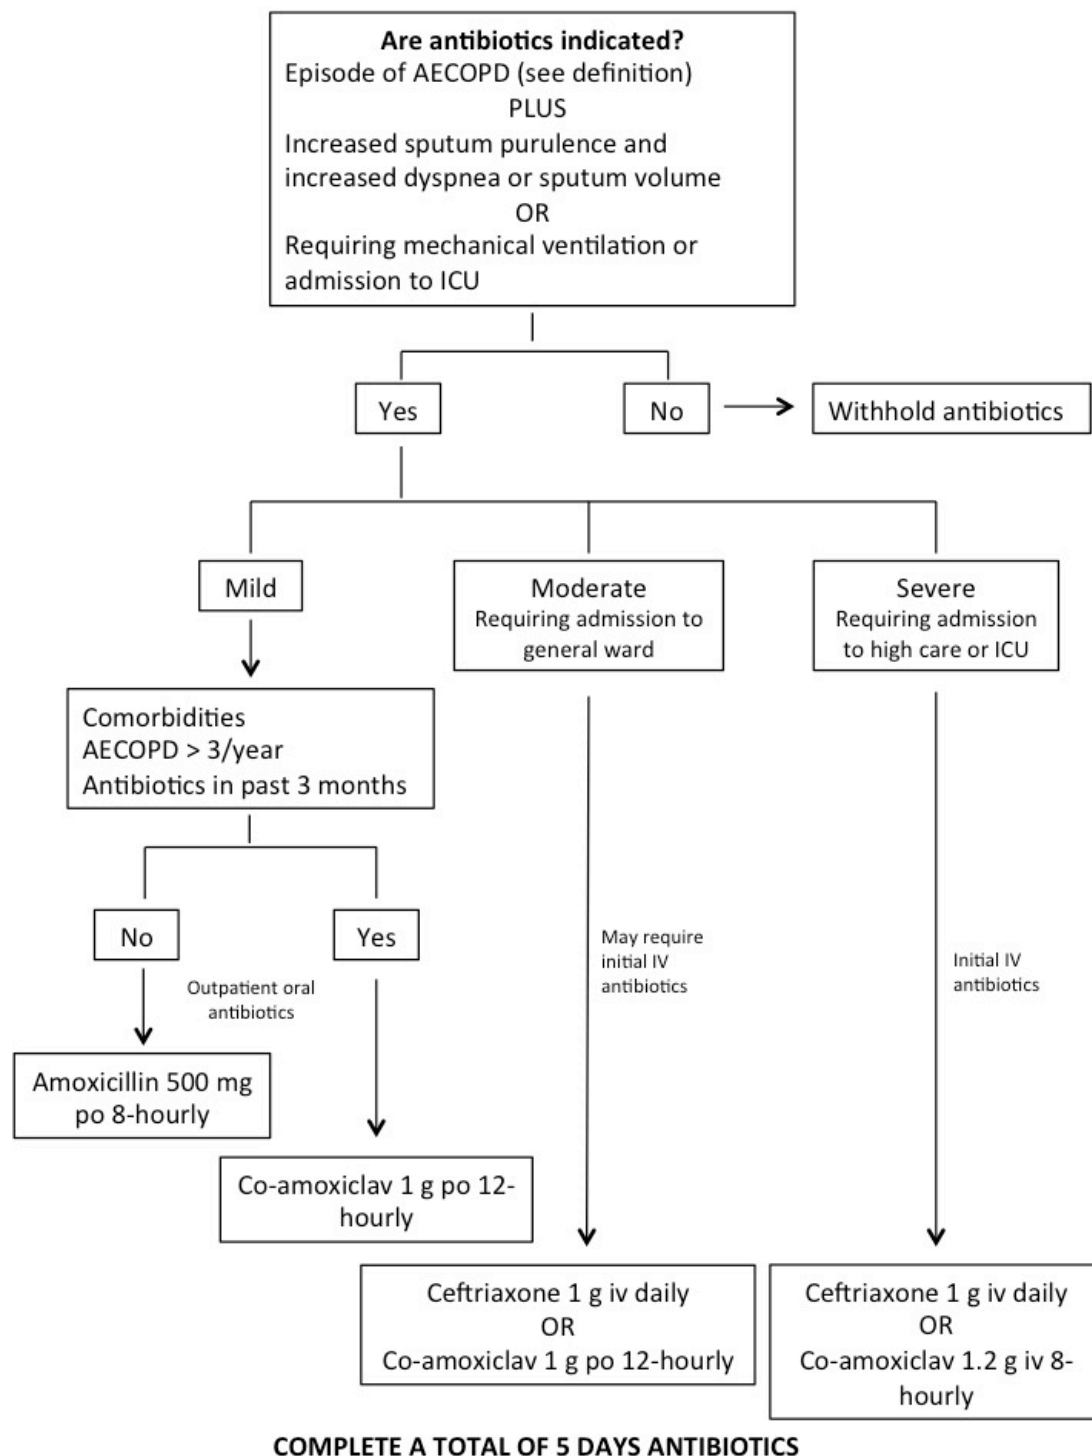 Are antibiotics indicated?
Episode of AECOPD (see definition)
PLUS
Increased sputum purulence and
increased dyspnea or sputum volume
OR
Requiring mechanical ventilation or
admission to ICU
Yes
No
Withhold antibiotics
Mild
Moderate
Requiring admission to
general ward
Severe
Requiring admission
to high care or ICU
Comorbidities
AECOPD > 3/year
Antibiotics in past 3 months
No
Yes
Outpatient oral
antibiotics
May require
initial IV
antibiotics
Initial IV
antibiotics
Amoxicillin 500 mg
po 8-hourly
Co-amoxiclav 1 g po 12-
hourly
Ceftriaxone 1 g iv daily
OR
Co-amoxiclav 1 g po 12-hourly
Ceftriaxone 1 g iv daily
OR
Co-amoxiclav 1.2 g iv 8-
hourly
COMPLETE A TOTAL OF 5 DAYS ANTIBIOTICS